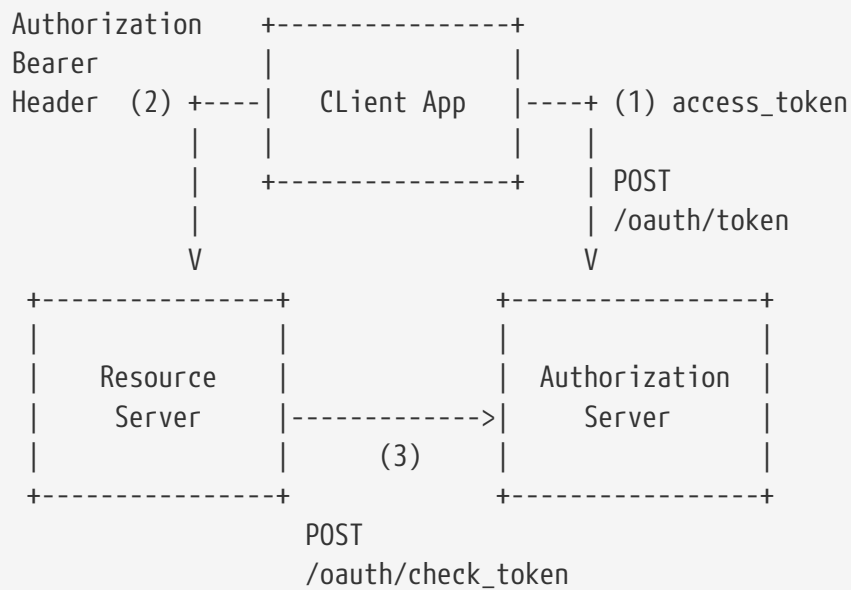 Authorization    +---------------+
Bearer           |               |
Header  (2) +----|   CLient App  |----+ (1) access_token
            |    |               |    |
            |    +---------------+    | POST
            |                         | /oauth/token
            V                         V
 +----------------+              +-----------------+
 |                |              |                 |
 |    Resource    |              |  Authorization  |
 |     Server     |------------->|     Server      |
 |                |      (3)     |                 |
 +----------------+              +-----------------+
                   POST
                   /oauth/check_token